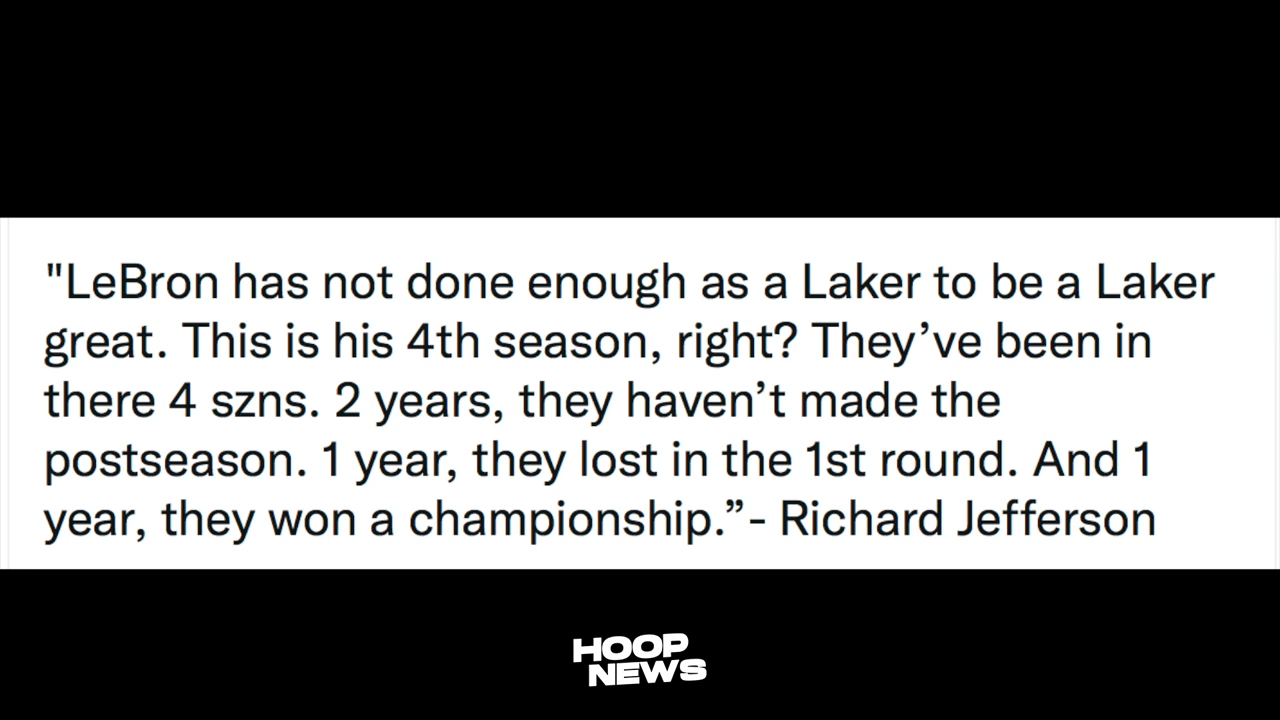 "LeBron has not done enough as a Laker to be a Laker
great. This is his 4th season, right? They’ve been in
there 4 szns. 2 years, they haven’t made the
postseason. 1 year, they lost in the 1st round. And 1
year, they won a championship.”- Richard Jefferson
HOOP
NEWS